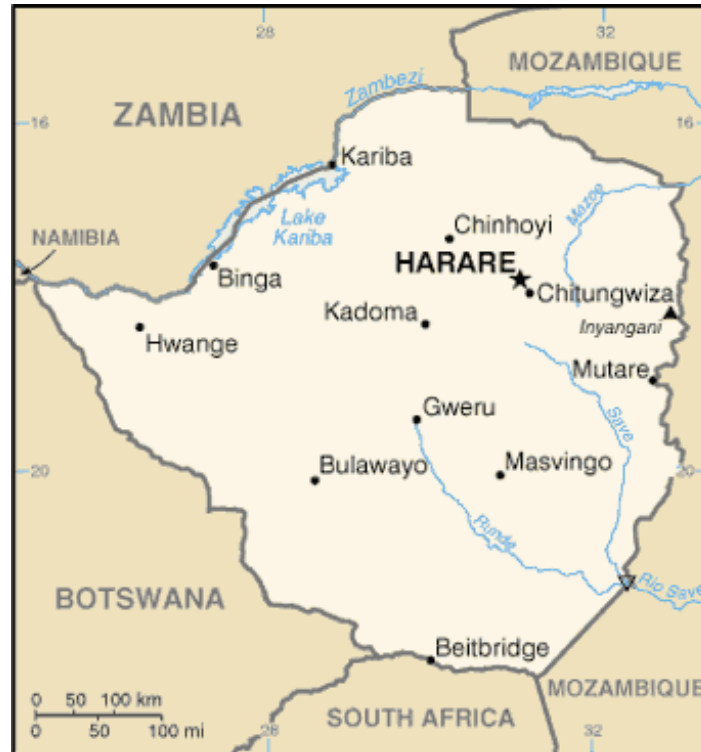 28
32
MOZAMBIQUE
Zambezi
ZAMBIA
16
16
Kariba
Mazoe
Lake
Kariba
Chinhoyi
NAMIBIA
HARARE
Binga
Chitungwiza
Kadoma
Inyangani
Hwange
Mutare
Gweru
Save
Bulawayo
Masvingo
20
20
Runde
Rio Save
BOTSWANA
Beitbridge
MOZAMBIQUE
0 50 100 km
0 50 100 mi
SOUTH AFRICA
28
32